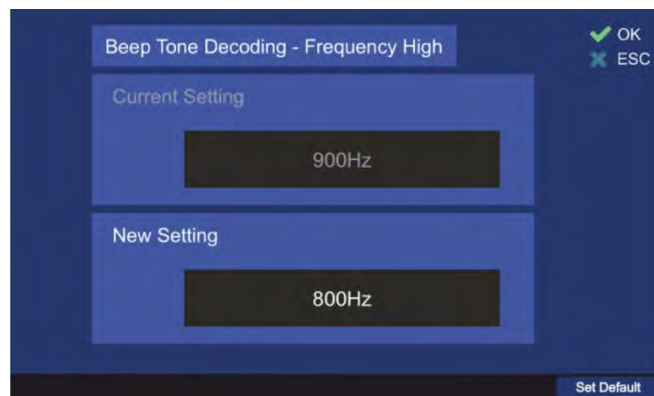 Beep Tone Decoding - Frequency High
OK
ESC
Current Setting
900Hz
New Setting
800Hz
Set Default